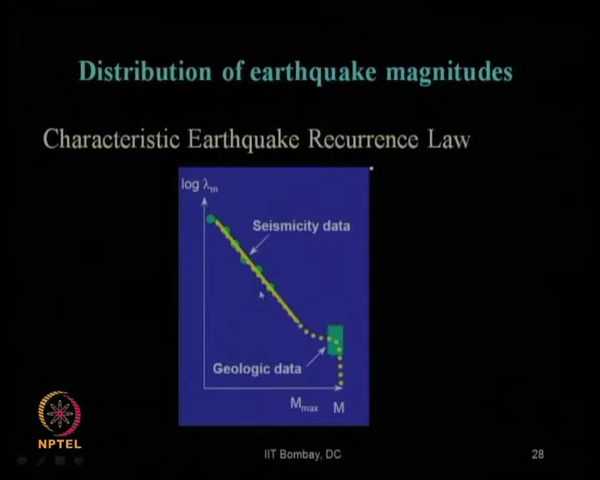 Distribution of earthquake magnitudes
Characteristic Earthquake Recurrence Law
log λm
Seismicity data
Geologic data
Mmax M
NPTEL
IIT Bombay, DC
28